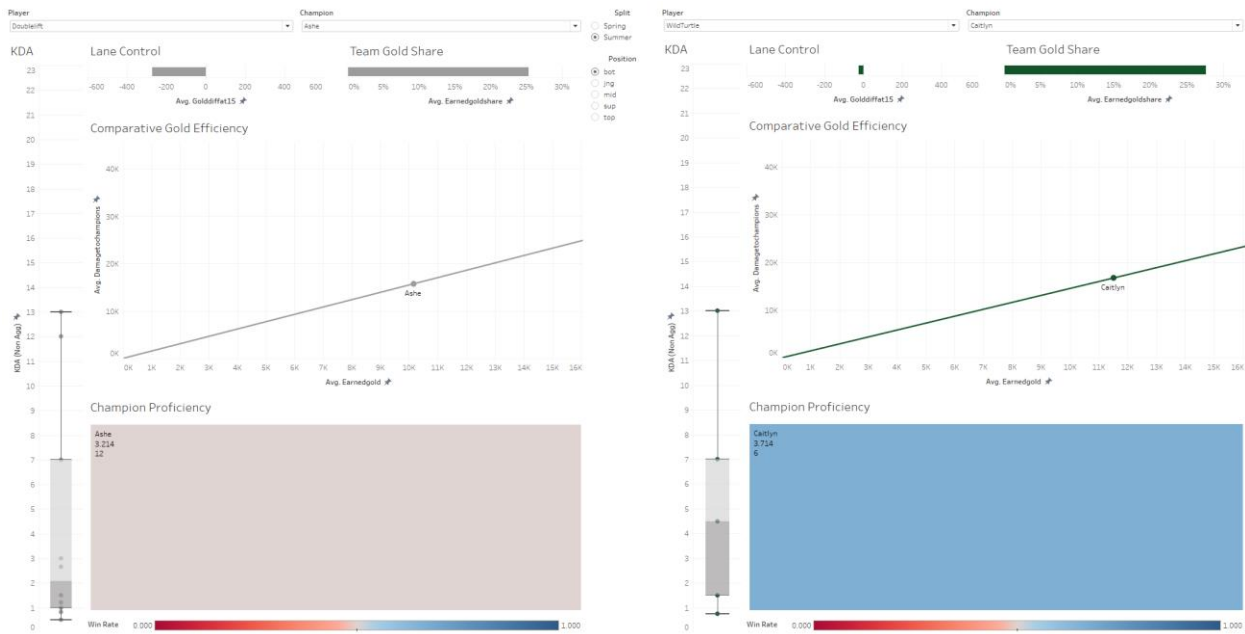 Player
Doublelift
Champion
Ashe
Split
Spring
Summer
Position
bot
jng
mid
sup
top
KDA
KDA (Non Agg)
23
22
21
20
19
18
17
16
15
14
13
12
11
10
9
8
7
6
5
4
3
2
1
0
Lane Control
-600 -400 -200 0 200 400 600
Avg. Golddiffat15
Team Gold Share
0% 5% 10% 15% 20% 25% 30%
Avg. Earnedgoldshare
Comparative Gold Efficiency
Avg. Damagetochampions
40K
30K
20K
10K
0K
Ashe
0K 1K 2K 3K 4K 5K 6K 7K 8K 9K 10K 11K 12K 13K 14K 15K 16K
Avg. Earnedgold
Champion Proficiency
Ashe
3.214
12
Win Rate 0.000 1.000
Player
WildTurtle
Champion
Caitlyn
KDA
KDA (Non Agg)
23
22
21
20
19
18
17
16
15
14
13
12
11
10
9
8
7
6
5
4
3
2
1
0
Lane Control
-600 -400 -200 0 200 400 600
Avg. Golddiffat15
Team Gold Share
0% 5% 10% 15% 20% 25% 30%
Avg. Earnedgoldshare
Comparative Gold Efficiency
Avg. Damagetochampions
40K
30K
20K
10K
0K
Caitlyn
0K 1K 2K 3K 4K 5K 6K 7K 8K 9K 10K 11K 12K 13K 14K 15K 16K
Avg. Earnedgold
Champion Proficiency
Caitlyn
3.714
6
Win Rate 0.000 1.000